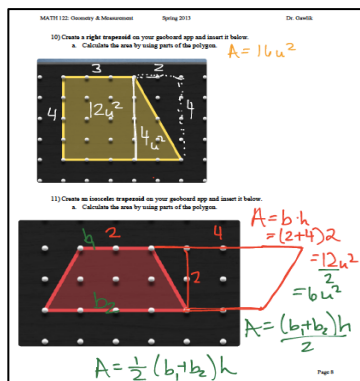 MATH 122: Geometry & Measurement Spring 2013 Dr. Gawlik
10) Create a right trapezoid on your geoboard app and insert it below.
a. Calculate the area by using parts of the polygon.
A = 16u²
3 2
4 12u² 4u² 4
11) Create an isosceles trapezoid on your geoboard app and insert it below.
a. Calculate the area by using parts of the polygon.
A = b·h
= (2+4)2
= 12u²
2
= 6u²
b₁ 2 4
2
b₂
A = (b₁+b₂)h
2
A = ½ (b₁+b₂)h
Page 8